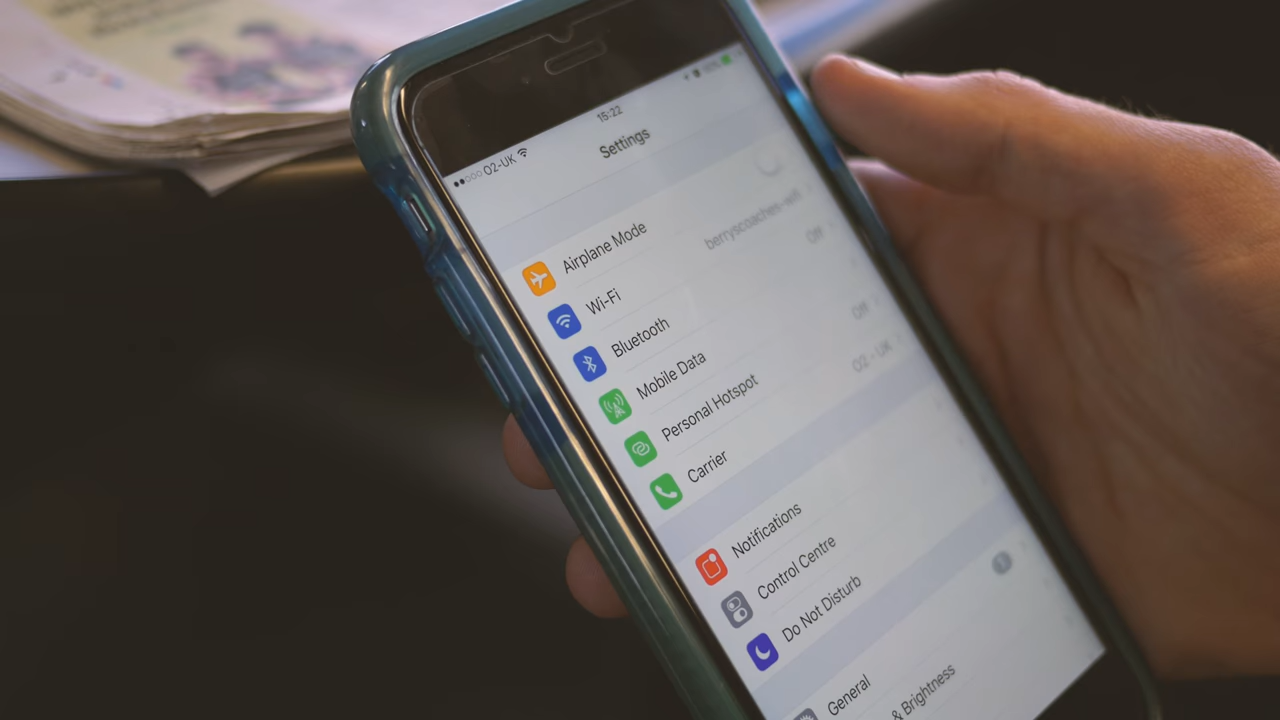 O2-UK
15:22
Settings
Airplane Mode
Wi-Fi berryscoaches-wifi
Bluetooth Off
Mobile Data
Personal Hotspot Off
Carrier O2 - UK
Notifications
Control Centre
Do Not Disturb
General 1
& Brightness